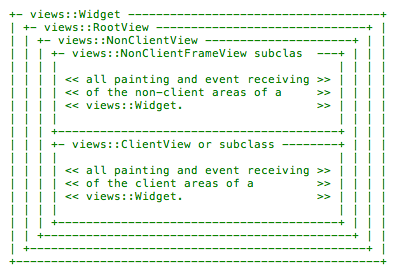 +- views::Widget ------------------------------------+
| +- views::RootView ------------------------------+ |
| | +- views::NonClientView ---------------------+ | |
| | | +- views::NonClientFrameView subclas  ---+ | | |
| | | |                                        | | | |
| | | | << all painting and event receiving >> | | | |
| | | | << of the non-client areas of a     >> | | | |
| | | | << views::Widget.                   >> | | | |
| | | |                                        | | | |
| | | +----------------------------------------+ | | |
| | | +- views::ClientView or subclass --------+ | | |
| | | |                                        | | | |
| | | | << all painting and event receiving >> | | | |
| | | | << of the client areas of a         >> | | | |
| | | | << views::Widget.                   >> | | | |
| | | |                                        | | | |
| | | +----------------------------------------+ | | |
| | +--------------------------------------------+ | |
| +------------------------------------------------+ |
+----------------------------------------------------+